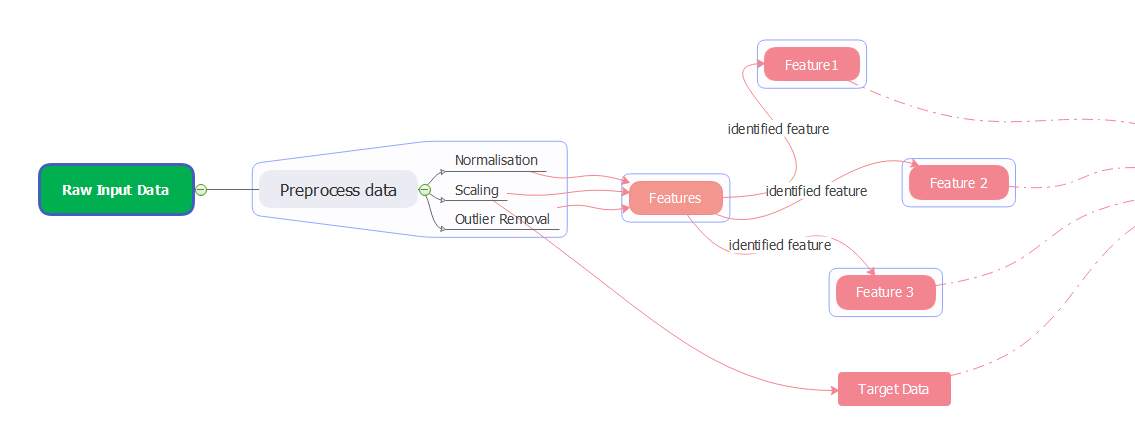 Feature1
identified feature
Normalisation
Raw Input Data
Preprocess data
Scaling
Features
identified feature
Feature 2
Outlier Removal
identified feature
Feature 3
Target Data